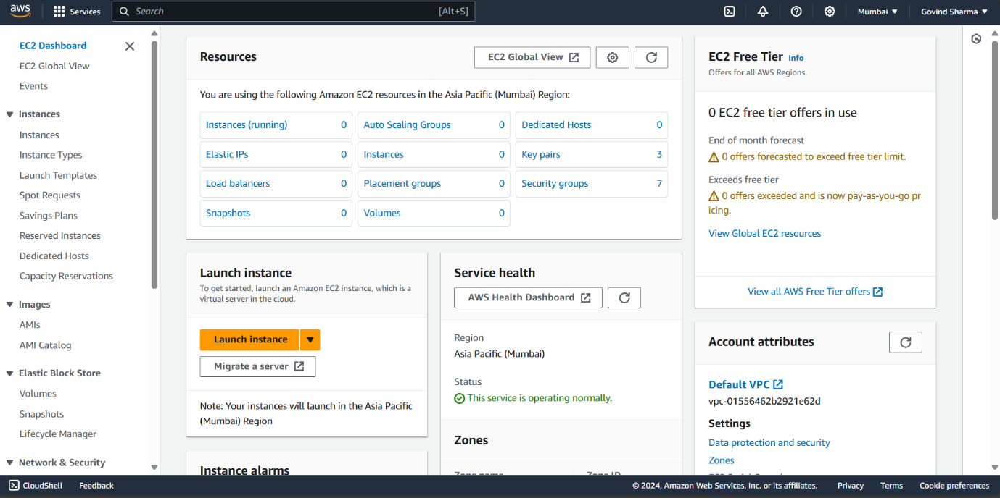 aws
Services
Search
[Alt+S]
Mumbai
Govind Sharma
EC2 Dashboard
EC2 Global View
Events
Instances
Instances
Instance Types
Launch Templates
Spot Requests
Savings Plans
Reserved Instances
Dedicated Hosts
Capacity Reservations
Images
AMIs
AMI Catalog
Elastic Block Store
Volumes
Snapshots
Lifecycle Manager
Network & Security
Resources
EC2 Global View
You are using the following Amazon EC2 resources in the Asia Pacific (Mumbai) Region:
Instances (running) 0
Auto Scaling Groups 0
Dedicated Hosts 0
Elastic IPs 0
Instances 0
Key pairs 3
Load balancers 0
Placement groups 0
Security groups 7
Snapshots 0
Volumes 0
Launch instance
To get started, launch an Amazon EC2 instance, which is a
virtual server in the cloud.
Launch instance
Migrate a server
Note: Your instances will launch in the Asia Pacific
(Mumbai) Region
Instance alarms
Service health
AWS Health Dashboard
Region
Asia Pacific (Mumbai)
Status
This service is operating normally.
Zones
Zone name
Zone ID
EC2 Free Tier Info
Offers for all AWS Regions.
0 EC2 free tier offers in use
End of month forecast
0 offers forecasted to exceed free tier limit.
Exceeds free tier
0 offers exceeded and is now pay-as-you-go pr
icing.
View Global EC2 resources
View all AWS Free Tier offers
Account attributes
Default VPC
vpc-01556462b2921e62d
Settings
Data protection and security
Zones
CloudShell
Feedback
© 2024, Amazon Web Services, Inc. or its affiliates.
Privacy
Terms
Cookie preferences